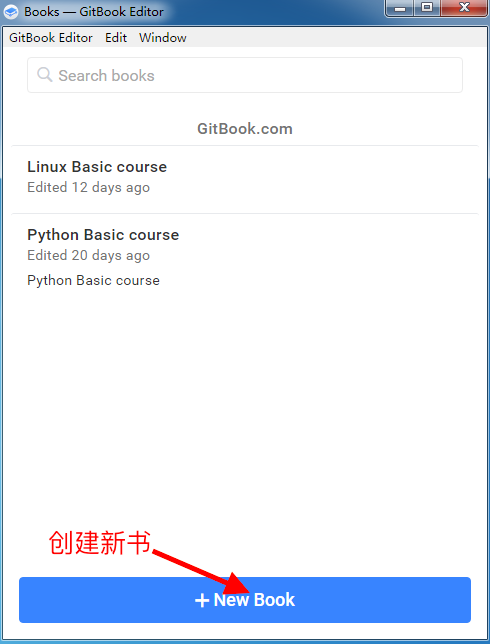 Books — GitBook Editor
GitBook Editor Edit Window
Search books
GitBook.com
Linux Basic course
Edited 12 days ago
Python Basic course
Edited 20 days ago
Python Basic course
创建新书
+ New Book